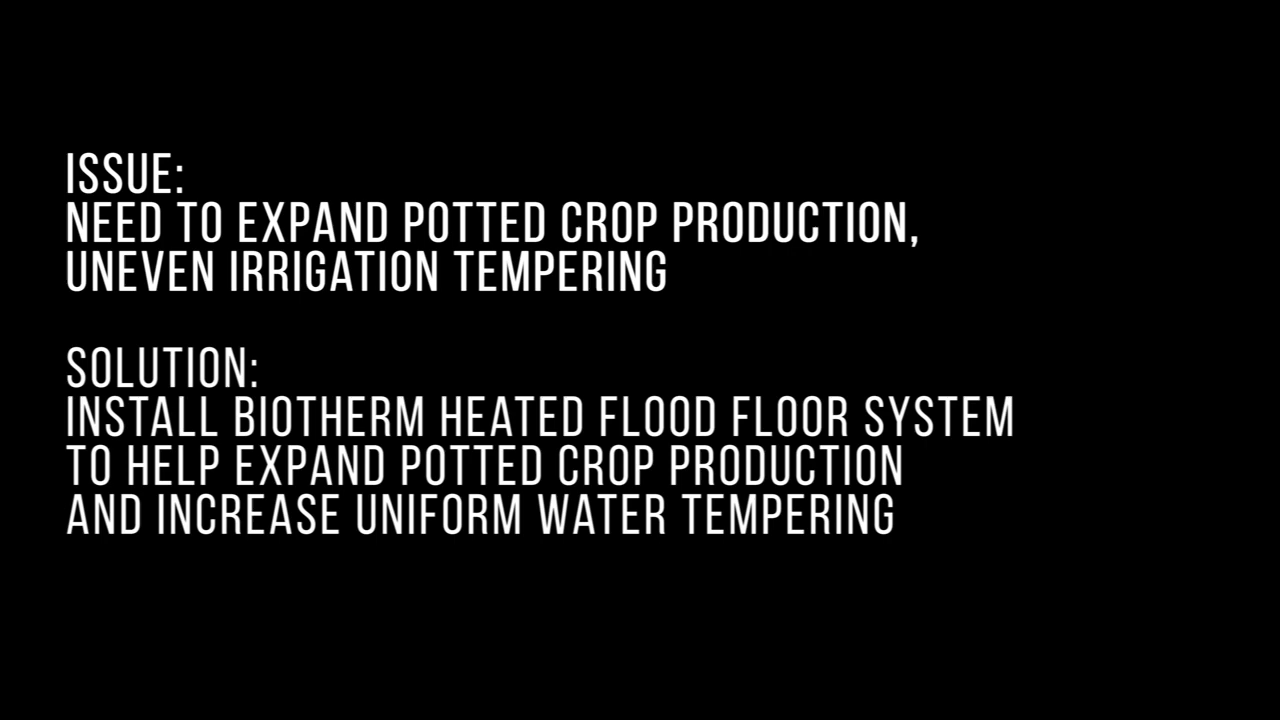 ISSUE:
NEED TO EXPAND POTTED CROP PRODUCTION,
UNEVEN IRRIGATION TEMPERING
SOLUTION:
INSTALL BIOTHERM HEATED FLOOD FLOOR SYSTEM
TO HELP EXPAND POTTED CROP PRODUCTION
AND INCREASE UNIFORM WATER TEMPERING